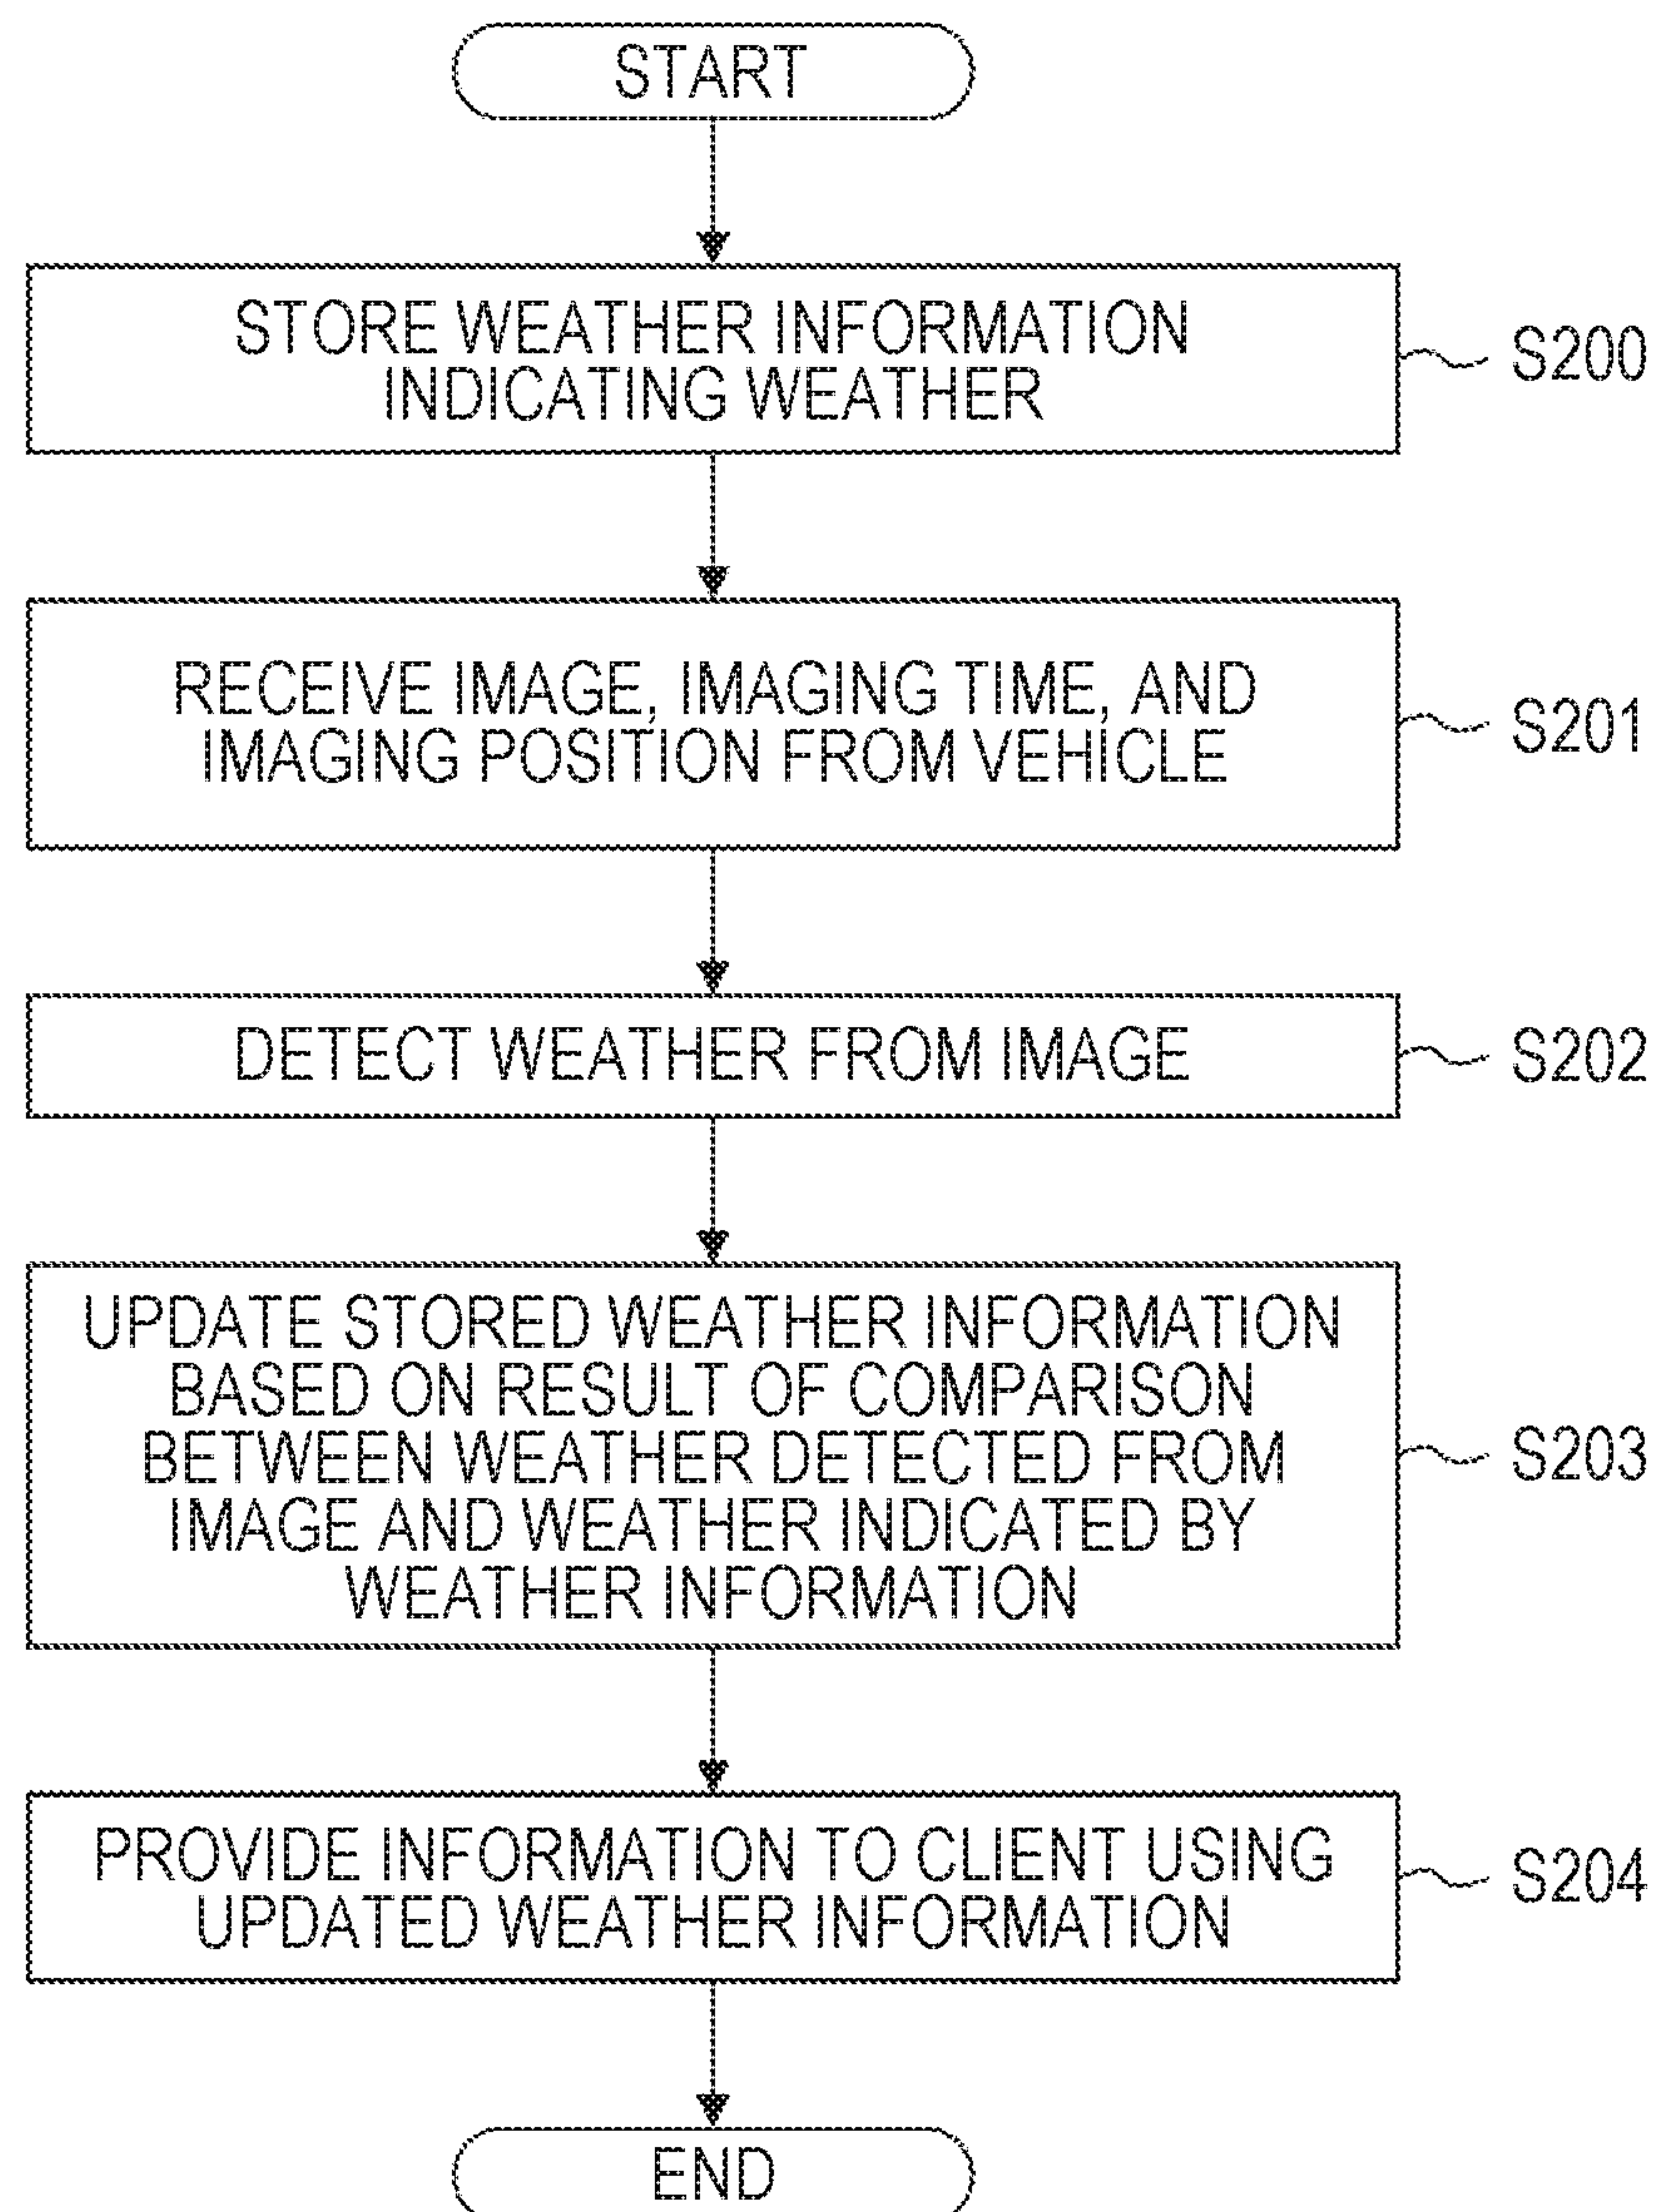 START
STORE WEATHER INFORMATION
INDICATING WEATHER
S200
RECEIVE IMAGE, IMAGING TIME, AND
IMAGING POSITION FROM VEHICLE
S201
DETECT WEATHER FROM IMAGE
S202
UPDATE STORED WEATHER INFORMATION
BASED ON RESULT OF COMPARISON
BETWEEN WEATHER DETECTED FROM
IMAGE AND WEATHER INDICATED BY
WEATHER INFORMATION
S203
PROVIDE INFORMATION TO CLIENT USING
UPDATED WEATHER INFORMATION
S204
END